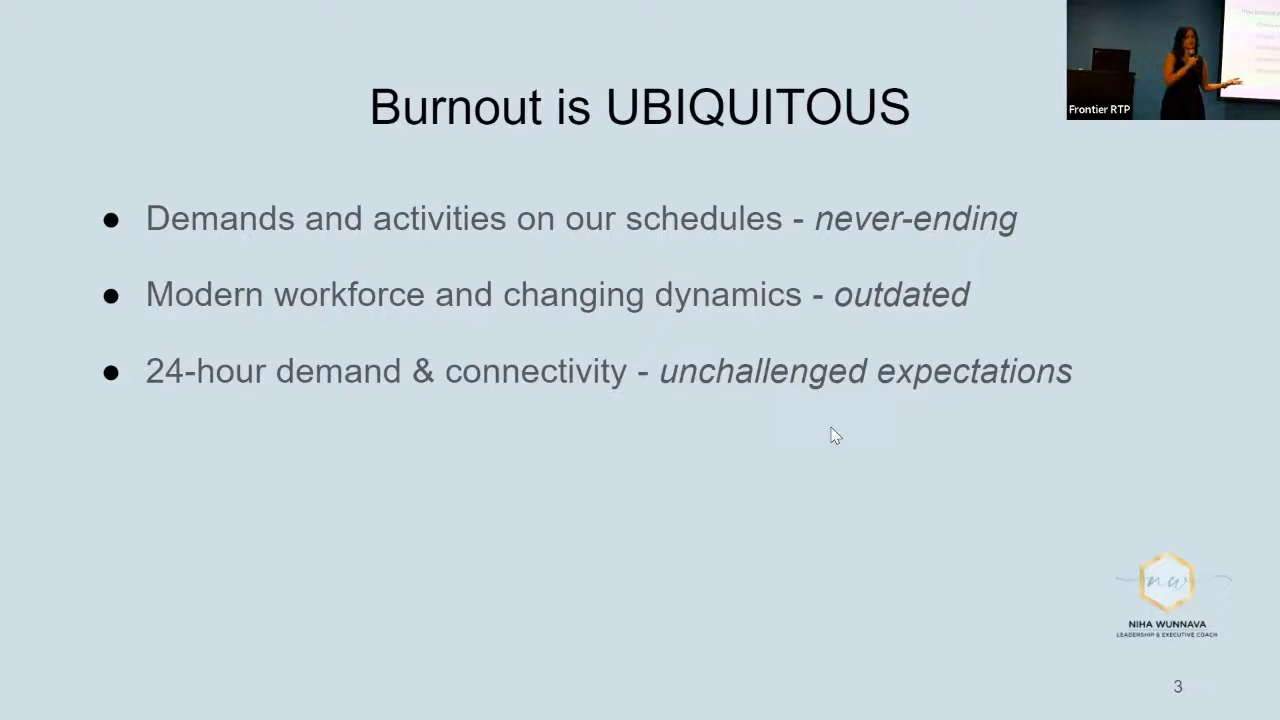 Burnout is UBIQUITOUS
Frontier RTP
● Demands and activities on our schedules - never-ending
● Modern workforce and changing dynamics - outdated
● 24-hour demand & connectivity - unchallenged expectations
nw
NIHA WUNNAVA
LEADERSHIP & EXECUTIVE COACH
3